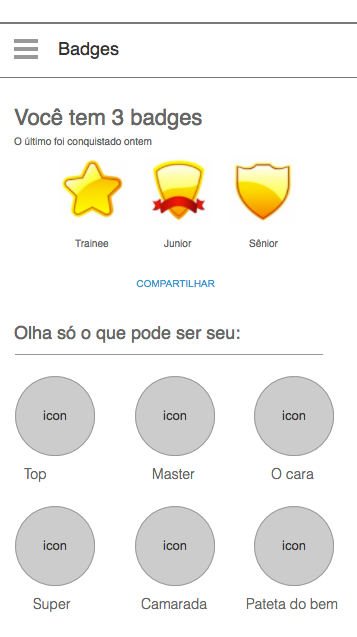 Badges
Você tem 3 badges
O último foi conquistado ontem
Trainee Junior Sênior
COMPARTILHAR
Olha só o que pode ser seu:
icon icon icon
Top Master O cara
icon icon icon
Super Camarada Pateta do bem